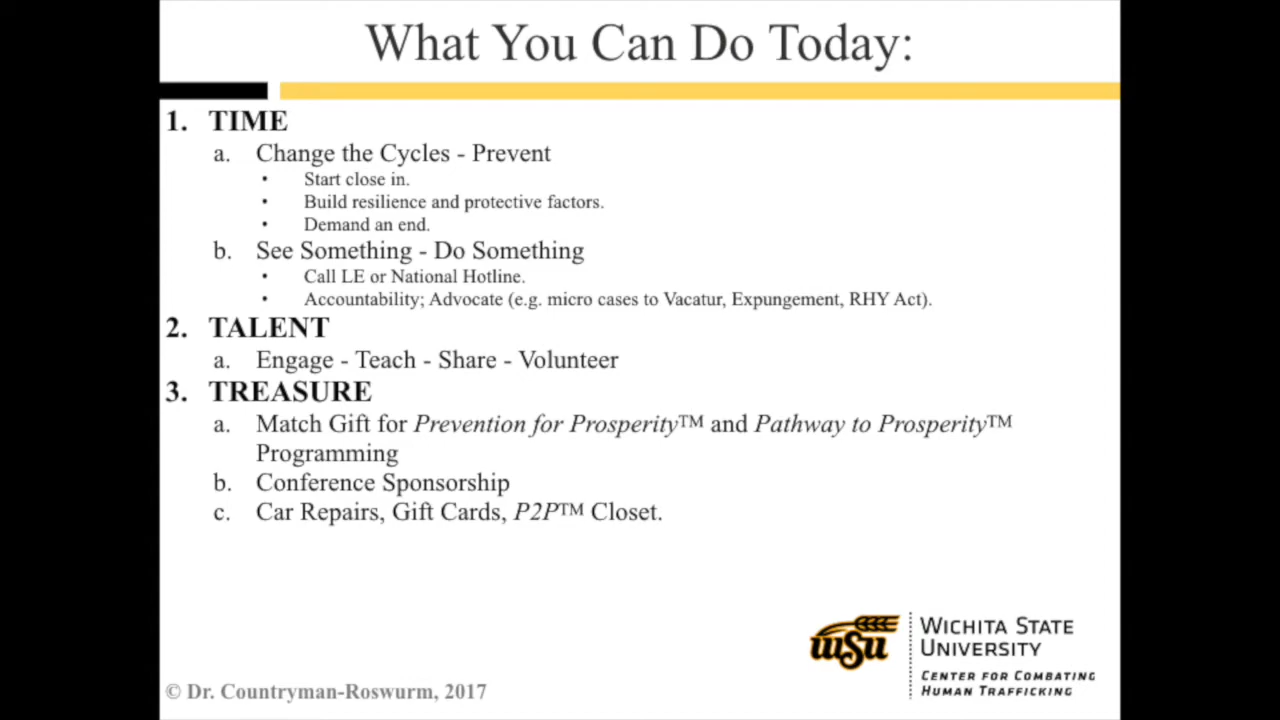 What You Can Do Today:
1. TIME
a. Change the Cycles - Prevent
• Start close in.
• Build resilience and protective factors.
• Demand an end.
b. See Something - Do Something
• Call LE or National Hotline.
• Accountability; Advocate (e.g. micro cases to Vacatur, Expungement, RHY Act).
2. TALENT
a. Engage - Teach - Share - Volunteer
3. TREASURE
a. Match Gift for Prevention for Prosperity™ and Pathway to Prosperity™
Programming
b. Conference Sponsorship
c. Car Repairs, Gift Cards, P2P™ Closet.
WSU
WICHITA STATE
UNIVERSITY
CENTER FOR COMBATING
HUMAN TRAFFICKING
© Dr. Countryman-Roswurm, 2017